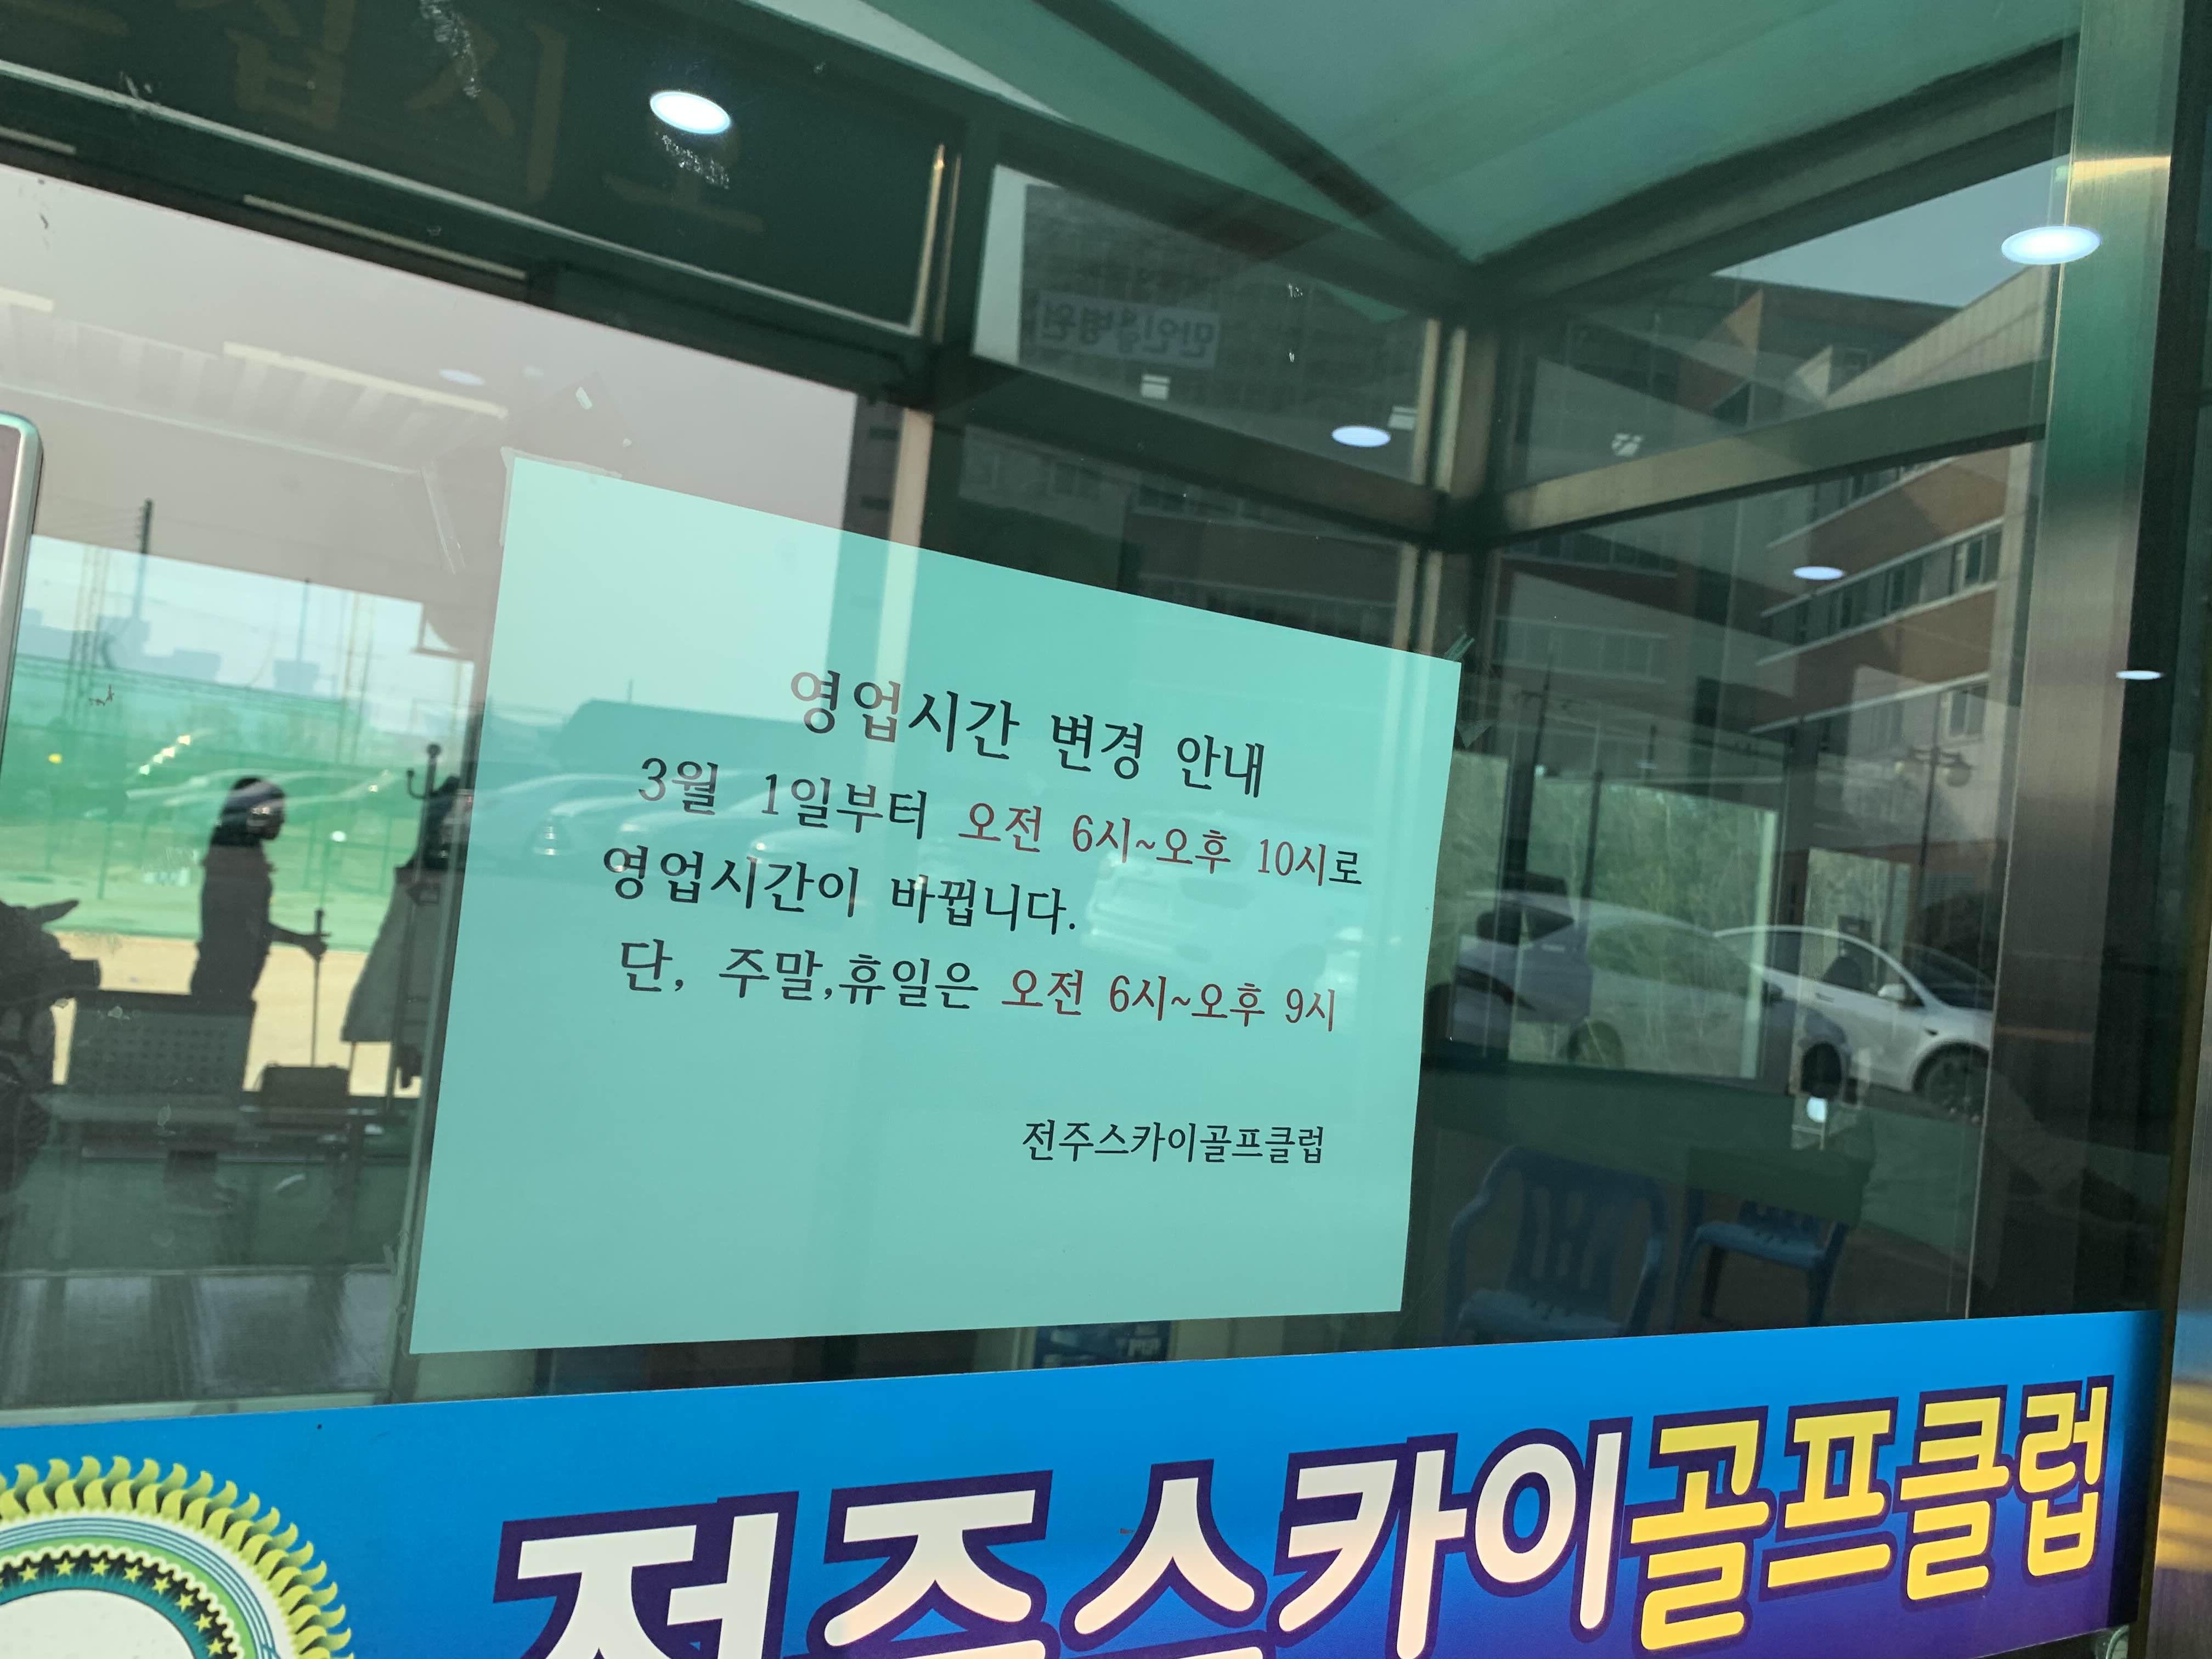 영업시간 변경 안내
3월 1일부터 오전 6시~오후 10시로
영업시간이 바뀝니다.
단, 주말,휴일은 오전 6시~오후 9시
전주스카이골프클럽
전주스카이골프클럽